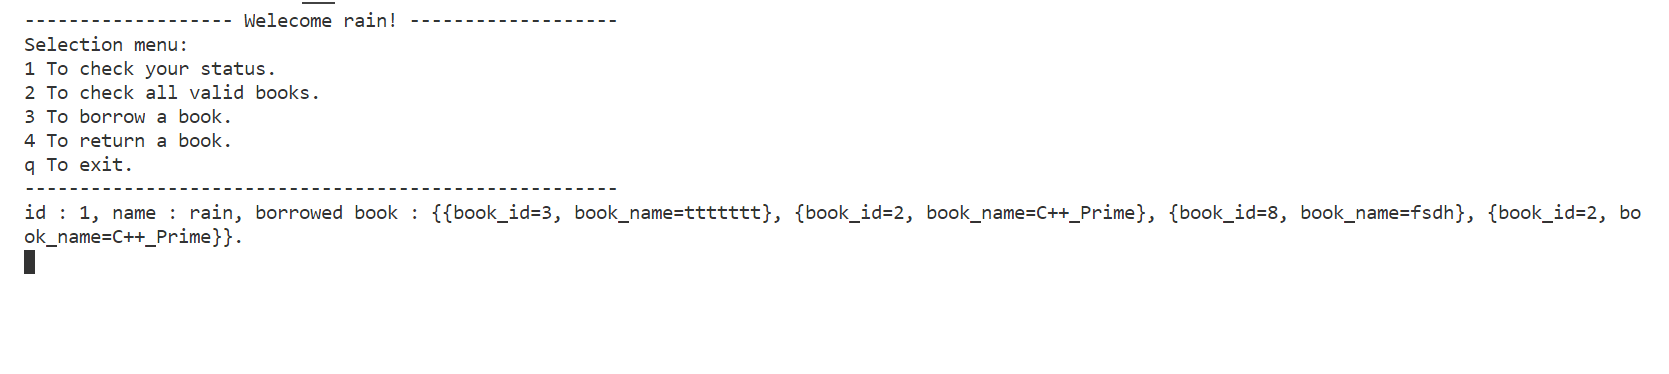 ------------------- Welecome rain! -------------------
Selection menu:
1 To check your status.
2 To check all valid books.
3 To borrow a book.
4 To return a book.
q To exit.
------------------------------------------------------
id : 1, name : rain, borrowed book : {{book_id=3, book_name=ttttttt}, {book_id=2, book_name=C++_Prime}, {book_id=8, book_name=fsdh}, {book_id=2, bo
ok_name=C++_Prime}}.